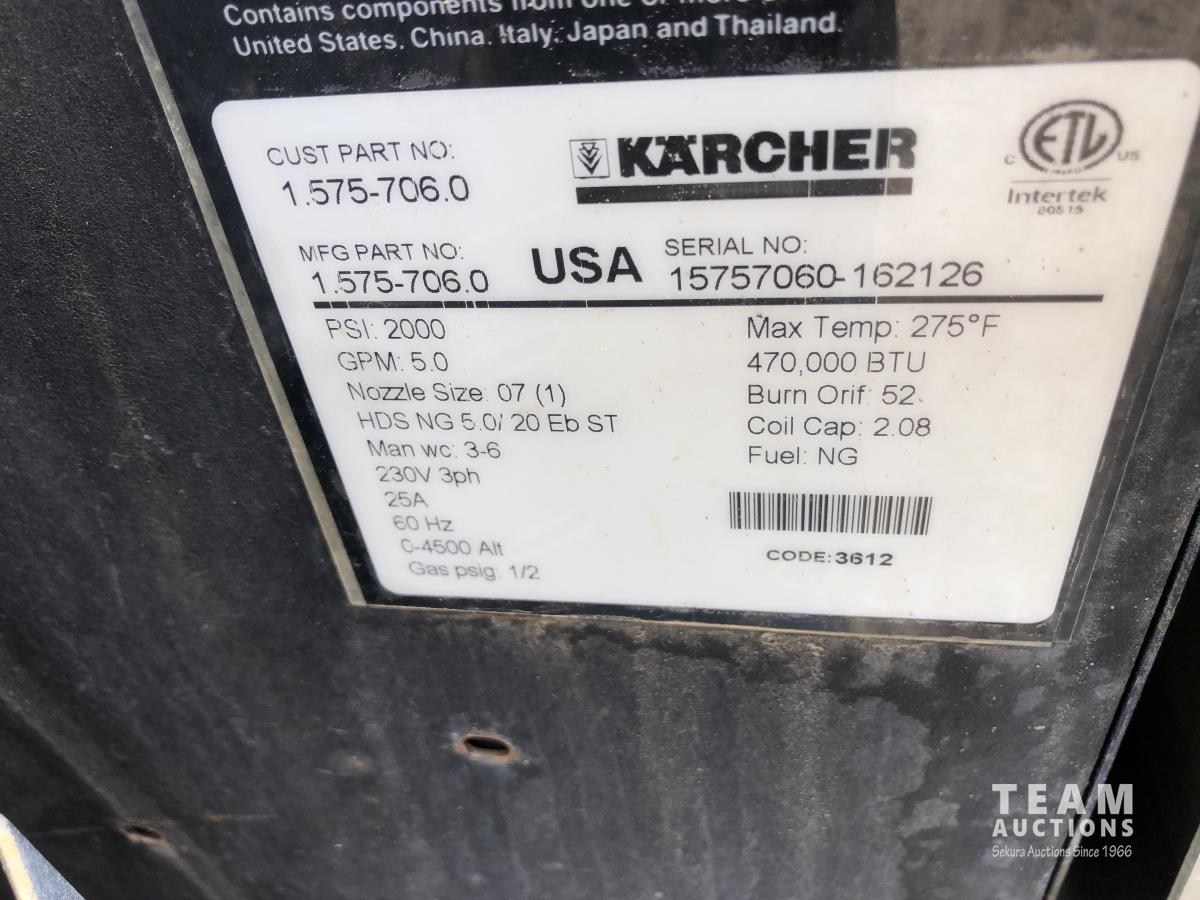 Contains components from one or more
United States, China, Italy, Japan and Thailand.
CUST PART NO:
1.575-706.0
KÄRCHER
C ETL US
Intertek
MFG PART NO:
1.575-706.0
USA
SERIAL NO:
15757060-162126
PSI: 2000
GPM: 5.0
Nozzle Size: 07 (1)
HDS NG 5.0/ 20 Eb ST
Man wc: 3-6
230V 3ph
25A
60 Hz
0-4500 Alt
Gas psig: 1/2
Max Temp: 275°F
470,000 BTU
Burn Orif: 52
Coil Cap: 2.08
Fuel: NG
CODE:3612
TEAM
AUCTIONS
Sekura Auctions Since 1966